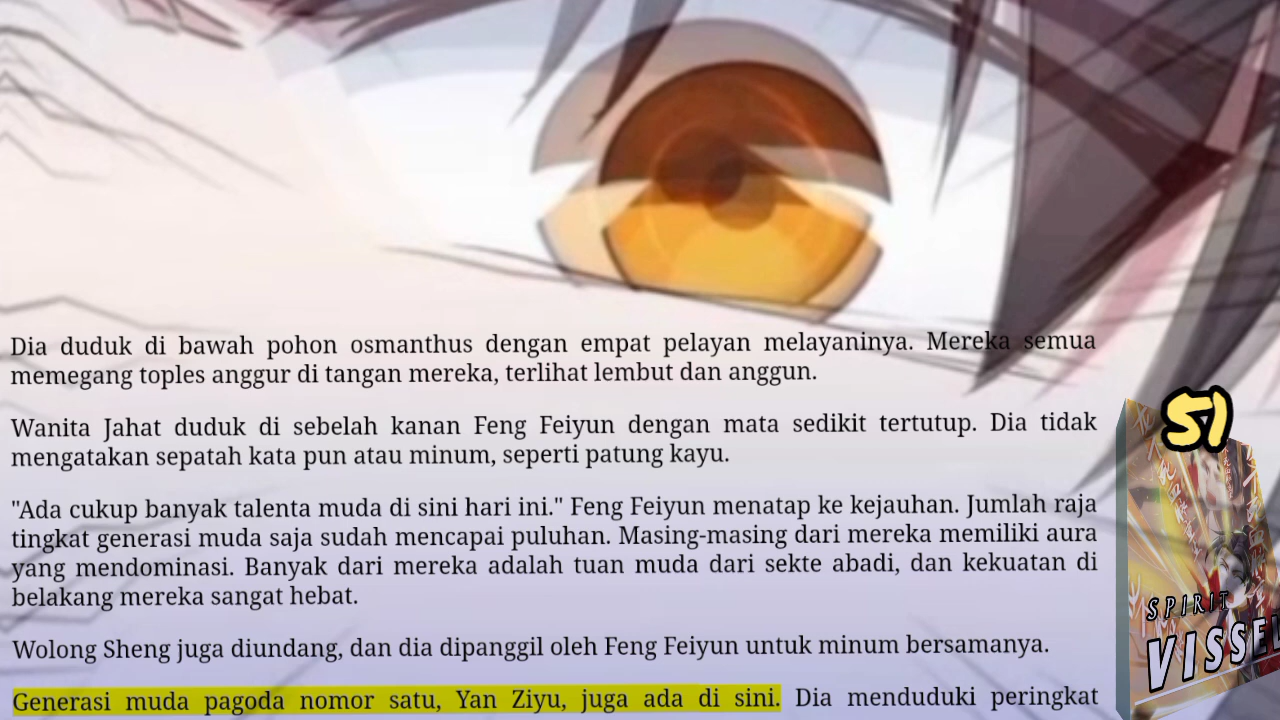 Dia duduk di bawah pohon osmanthus dengan empat pelayan melayaninya. Mereka semua
memegang toples anggur di tangan mereka, terlihat lembut dan anggun.
Wanita Jahat duduk di sebelah kanan Feng Feiyun dengan mata sedikit tertutup. Dia tidak
mengatakan sepatah kata pun atau minum, seperti patung kayu.
"Ada cukup banyak talenta muda di sini hari ini." Feng Feiyun menatap ke kejauhan. Jumlah raja
tingkat generasi muda saja sudah mencapai puluhan. Masing-masing dari mereka memiliki aura
yang mendominasi. Banyak dari mereka adalah tuan muda dari sekte abadi, dan kekuatan di
belakang mereka sangat hebat.
Wolong Sheng juga diundang, dan dia dipanggil oleh Feng Feiyun untuk minum bersamanya.
Generasi muda pagoda nomor satu, Yan Ziyu, juga ada di sini. Dia menduduki peringkat
51
SPIRIT
VISSEL